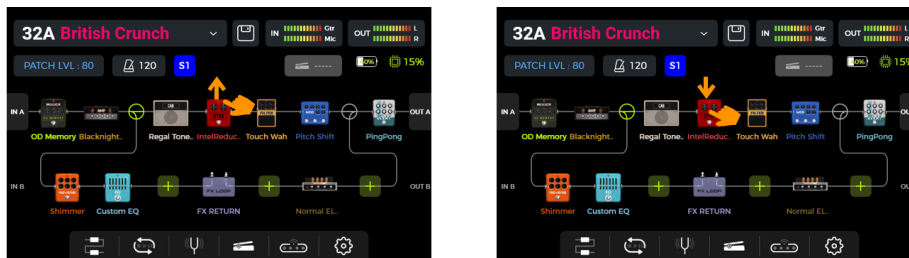 32A British Crunch
IN Gtr Mic
OUT L R
PATCH LVL : 80
120
S1
-----
15%
IN A
OUT A
OD Memory Blacknight.. Regal Tone.. IntelReduc.. Touch Wah Pitch Shift PingPong
IN B
OUT B
Shimmer Custom EQ FX RETURN Normal EL..
32A British Crunch
IN Gtr Mic
OUT L R
PATCH LVL : 80
120
S1
-----
IN A
OD Memory Blacknight.. Regal Tone.. IntelReduc.. Touch Wah Pitch Shift PingPong
IN B
Shimmer Custom EQ FX RETURN Normal EL..